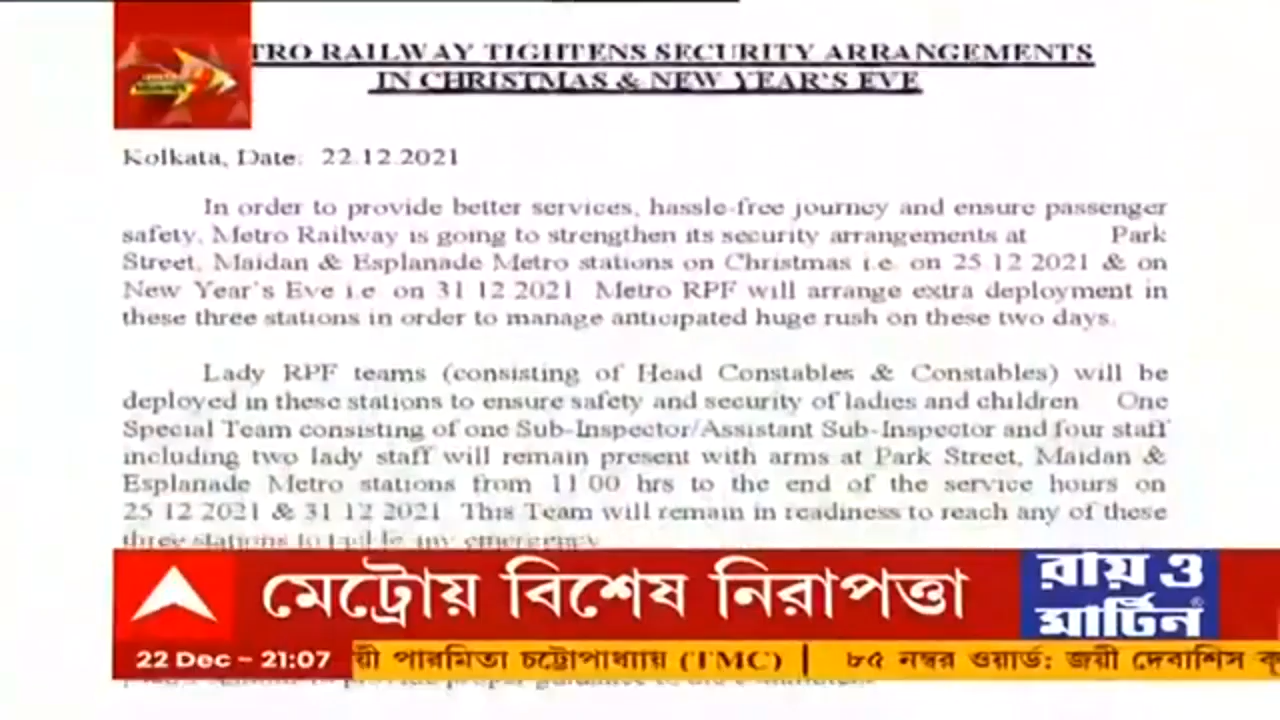 TRO RAILWAY TIGHTENS SECURITY ARRANGEMENTS
IN CHRISTMAS & NEW YEAR'S EVE
Kolkata, Date: 22.12.2021
In order to provide better services, hassle-free journey and ensure passenger
safety, Metro Railway is going to strengthen its security arrangements at Park
Street, Maidan & Esplanade Metro stations on Christmas i.e. on 25.12.2021 & on
New Year's Eve i.e. on 31.12.2021. Metro RPF will arrange extra deployment in
these three stations in order to manage anticipated huge rush on these two days.
Lady RPF teams (consisting of Head Constables & Constables) will be
deployed in these stations to ensure safety and security of ladies and children. One
Special Team consisting of one Sub-Inspector/Assistant Sub-Inspector and four staff
including two lady staff will remain present with arms at Park Street, Maidan &
Esplanade Metro stations from 11.00 hrs to the end of the service hours on
25.12.2021 & 31.12.2021. This Team will remain in readiness to reach any of these
three stations to tackle any emergency.
মেট্রোয় বিশেষ নিরাপত্তা
রায় ও
মার্টিন®
22 Dec - 21:07
য়ী পারমিতা চট্টোপাধ্যায় (TMC) | ৮৫ নম্বর ওয়ার্ড: জয়ী দেবাশিস কু